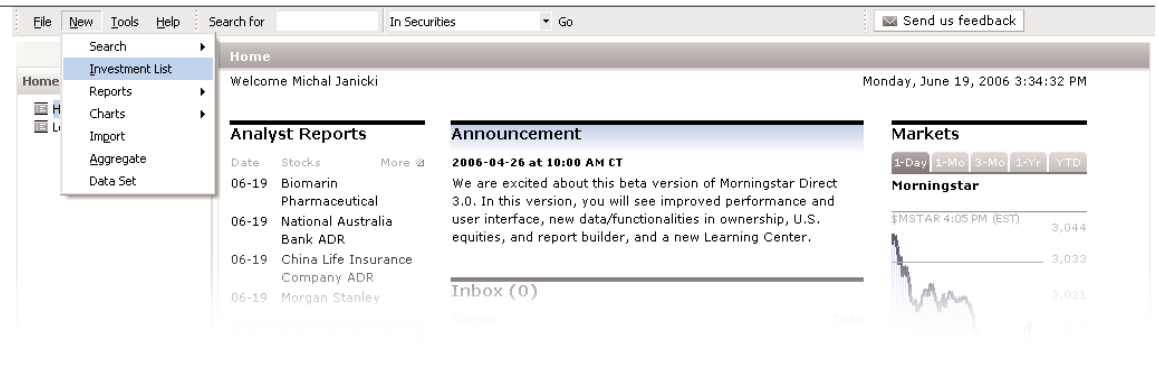 File New Tools Help Search for In Securities Go Send us feedback
Search
Investment List
Reports
Charts
Import
Aggregate
Data Set
Home
H
Home
Welcome Michal Janicki Monday, June 19, 2006 3:34:32 PM
Analyst Reports
Date Stocks More
06-19 Biomarin
Pharmaceutical
06-19 National Australia
Bank ADR
06-19 China Life Insurance
Company ADR
06-19 Morgan Stanley
Announcement
2006-04-26 at 10:00 AM CT
We are excited about this beta version of Morningstar Direct
3.0. In this version, you will see improved performance and
user interface, new data/functionalities in ownership, U.S.
equities, and report builder, and a new Learning Center.
Inbox (0)
Subject Date
Markets
1-Day 1-Mo 3-Mo 1-Yr YTD
Morningstar
$MSTAR 4:05 PM (EST)
3,044
3,033
3,021